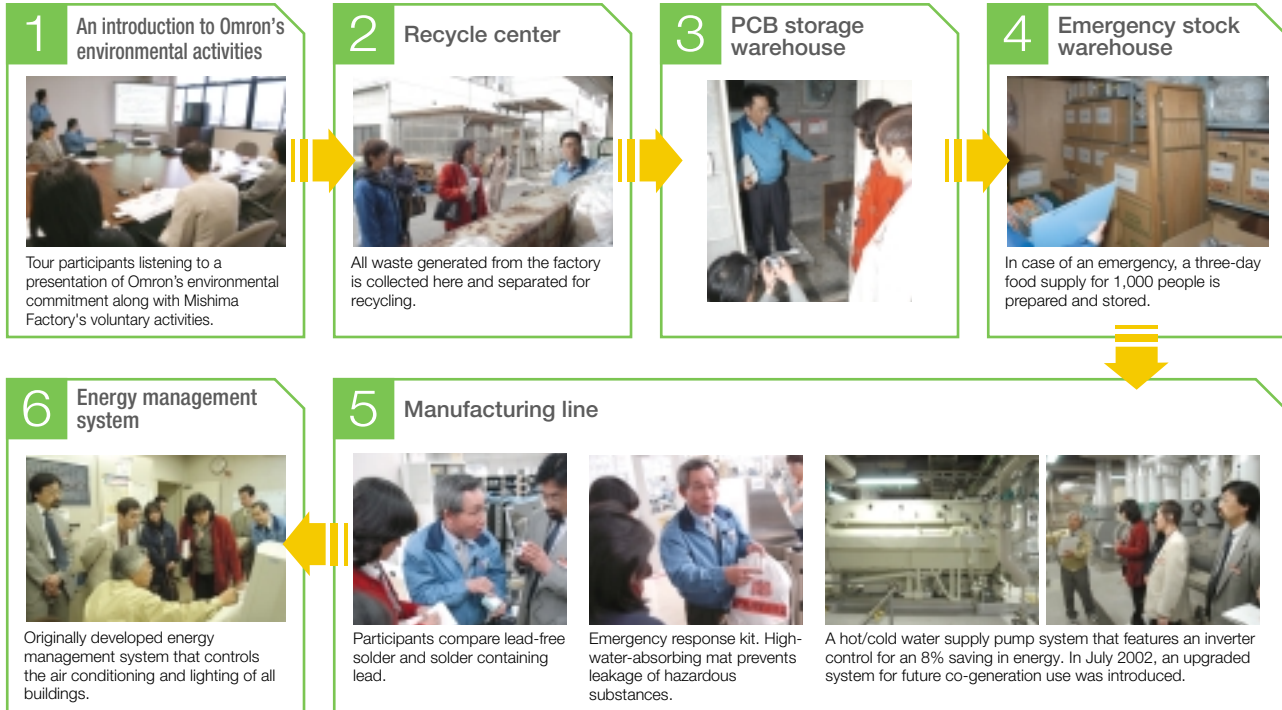 1
An introduction to Omron's
environmental activities
Tour participants listening to a
presentation of Omron's environmental
commitment along with Mishima
Factory's voluntary activities.
2
Recycle center
All waste generated from the factory
is collected here and separated for
recycling.
3
PCB storage
warehouse
4
Emergency stock
warehouse
In case of an emergency, a three-day
food supply for 1,000 people is
prepared and stored.
5
Manufacturing line
Participants compare lead-free
solder and solder containing
lead.
Emergency response kit. High-
water-absorbing mat prevents
leakage of hazardous
substances.
A hot/cold water supply pump system that features an inverter
control for an 8% saving in energy. In July 2002, an upgraded
system for future co-generation use was introduced.
6
Energy management
system
Originally developed energy
management system that controls
the air conditioning and lighting of all
buildings.